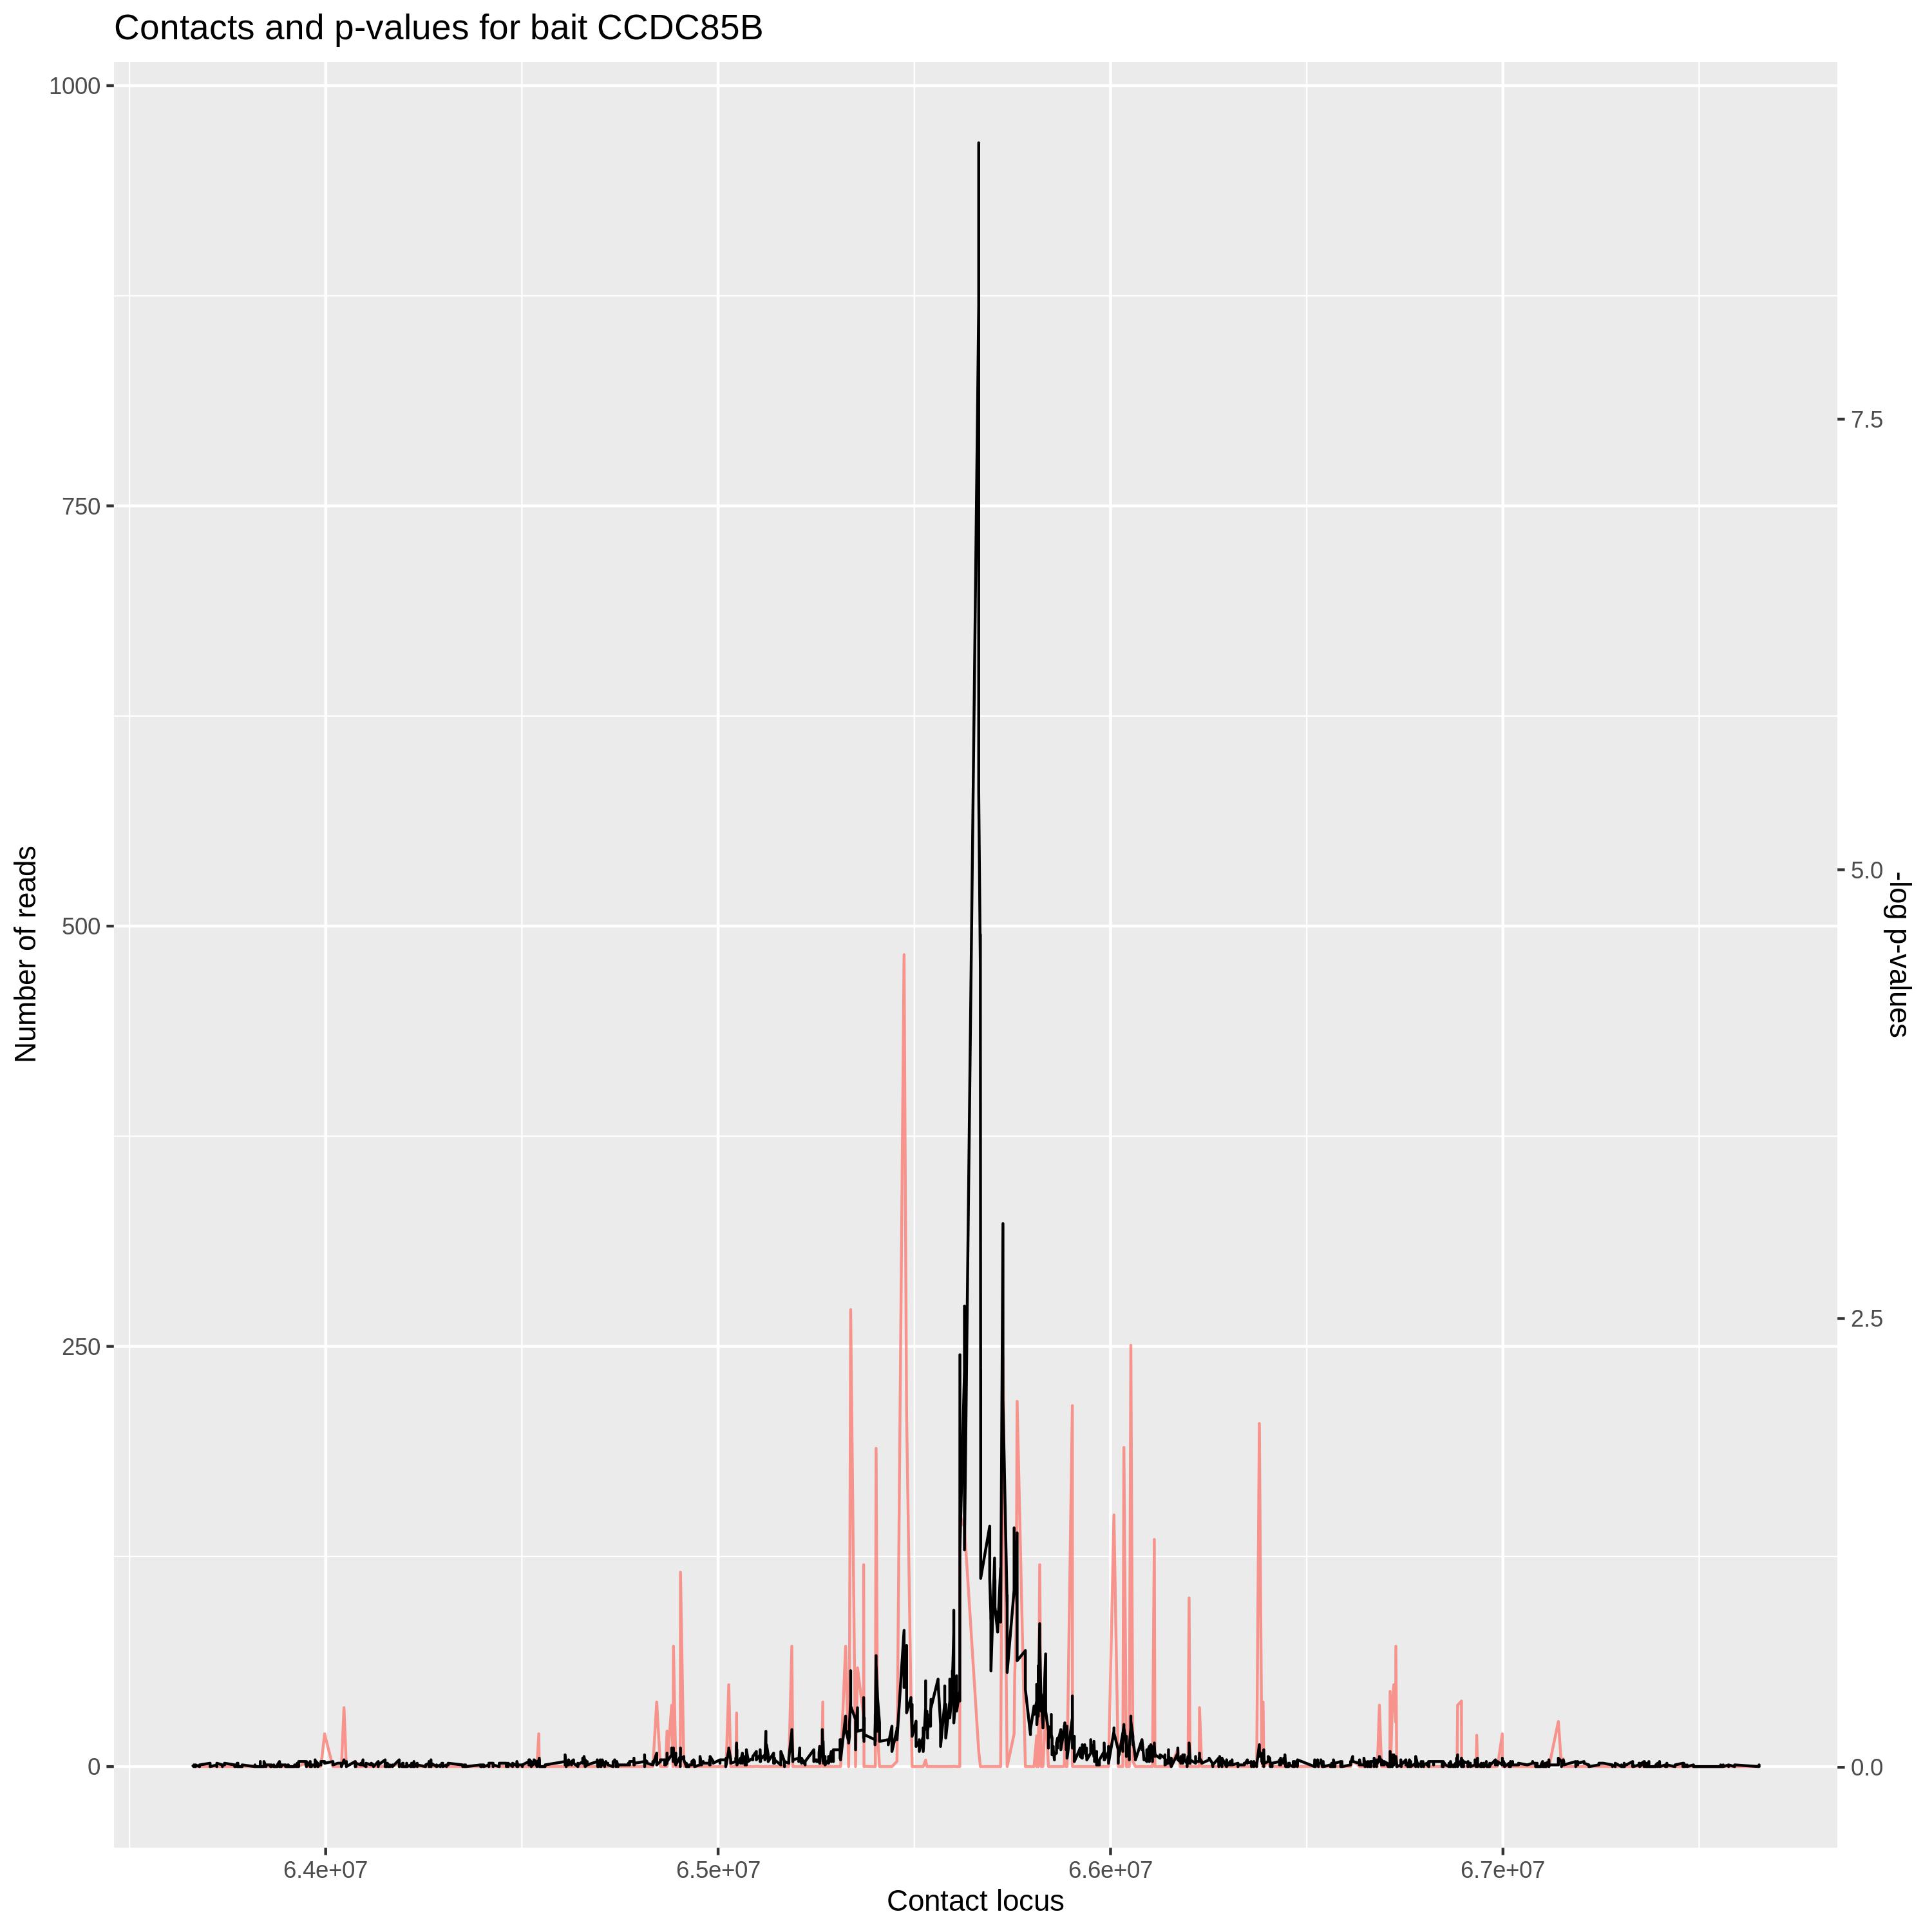 Contacts and p-values for bait CCDC85B
1000
750
500
250
0
Number of reads
7.5
5.0
2.5
0.0
-log p-values
6.4e+07
6.5e+07
6.6e+07
6.7e+07
Contact locus